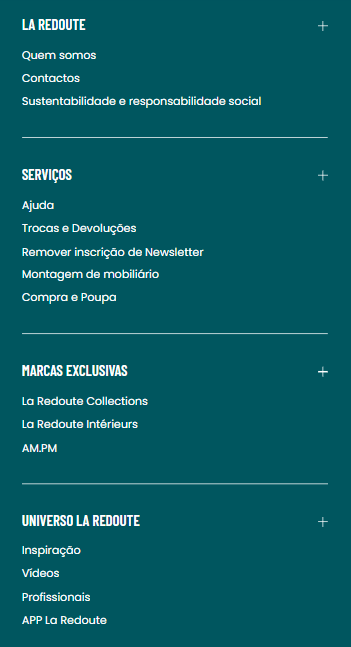 LA REDOUTE
Quem somos
Contactos
Sustentabilidade e responsabilidade social
SERVIÇOS
Ajuda
Trocas e Devoluções
Remover inscrição de Newsletter
Montagem de mobiliário
Compra e Poupa
MARCAS EXCLUSIVAS
La Redoute Collections
La Redoute Intérieurs
AM.PM
UNIVERSO LA REDOUTE
Inspiração
Vídeos
Profissionais
APP La Redoute